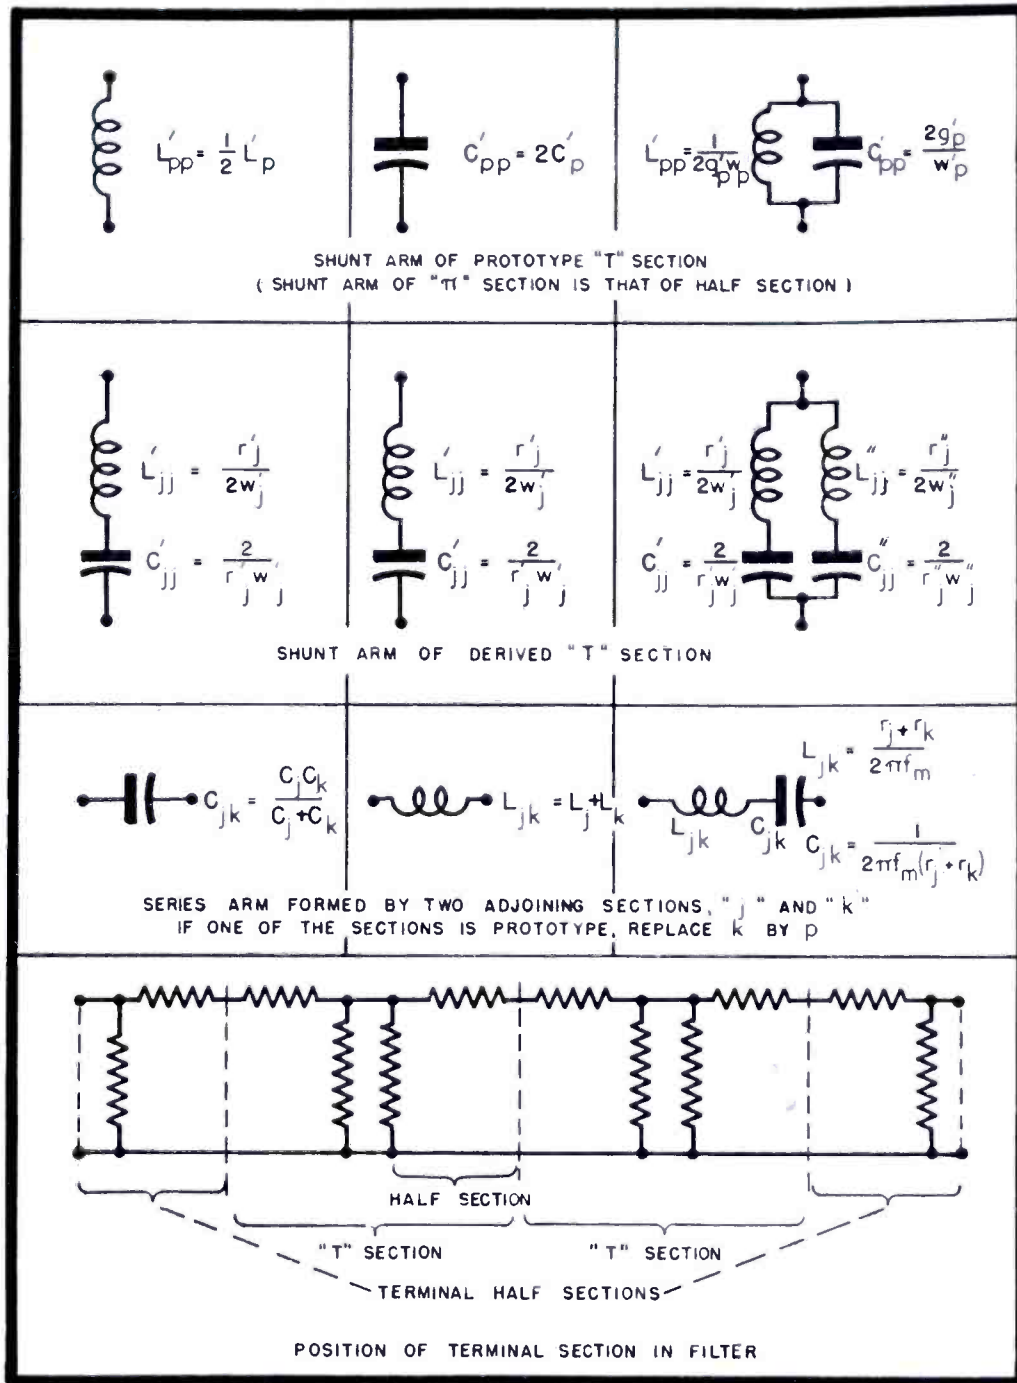 L'pp = 1/2 L'p
C'pp = 2C'p
L'pp = 1/2g'pw'p
C'pp = 2g'p/w'p
SHUNT ARM OF PROTOTYPE "T" SECTION
( SHUNT ARM OF "π" SECTION IS THAT OF HALF SECTION )
L'jj = r'j/2w'j
C'jj = 2/r'jw'j
L'jj = r'j/2w'j
C'jj = 2/r'jw'j
L'jj = r'j/2w'j
L"jj = r"j/2w"j
C'jj = 2/r'jw'j
C"jj = 2/r"jw"j
SHUNT ARM OF DERIVED "T" SECTION
Cjk = CjCk/Cj+Ck
Ljk = Lj+Lk
Ljk = rj+rk/2πfm
Ljk
Cjk
Cjk = 1/2πfm(rj+rk)
SERIES ARM FORMED BY TWO ADJOINING SECTIONS, "j" AND "k"
IF ONE OF THE SECTIONS IS PROTOTYPE, REPLACE k BY p
HALF SECTION
"T" SECTION
"T" SECTION
TERMINAL HALF SECTIONS
POSITION OF TERMINAL SECTION IN FILTER